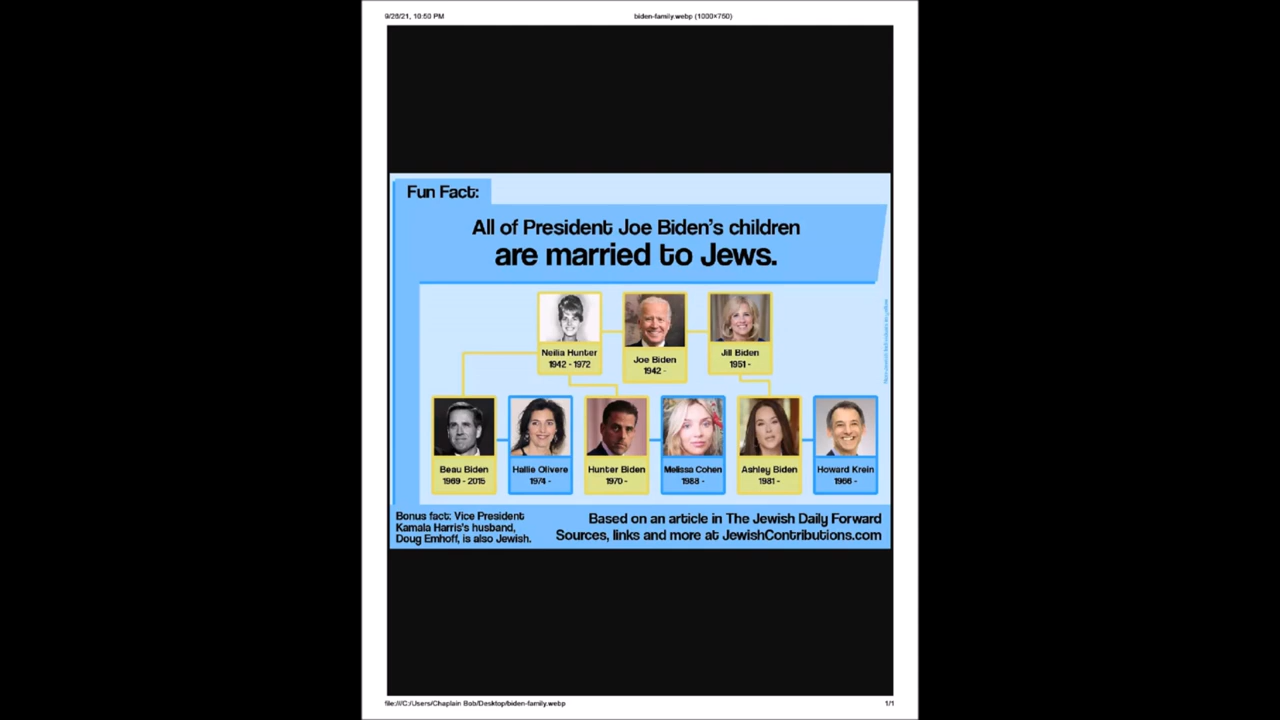 9/26/21, 10:50 PM
biden-family.webp (1000×750)
Fun Fact:
All of President Joe Biden's children
are married to Jews.
Neilia Hunter
1942 - 1972
Joe Biden
1942 -
Jill Biden
1951 -
Beau Biden
1969 - 2015
Hallie Olivere
1974 -
Hunter Biden
1970 -
Melissa Cohen
1988 -
Ashley Biden
1981 -
Howard Krein
1966 -
Bonus fact: Vice President
Kamala Harris's husband,
Doug Emhoff, is also Jewish.
Based on an article in The Jewish Daily Forward
Sources, links and more at JewishContributions.com
file:///C:/Users/Chaplain Bob/Desktop/biden-family.webp
1/1